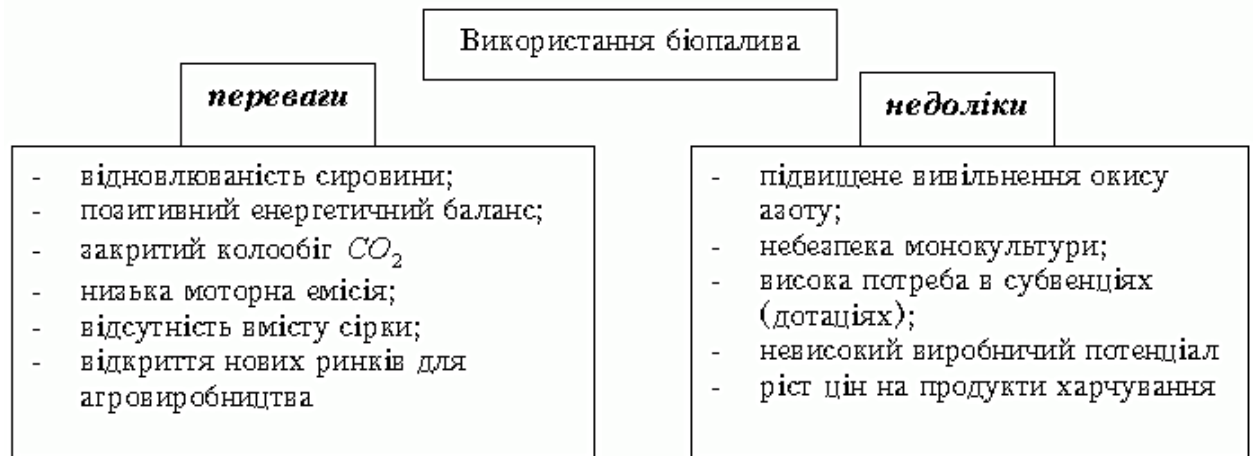 Використання біопалива
переваги
- відновлюваність сировини;
- позитивний енергетичний баланс;
- закритий колообіг CO₂
- низька моторна емісія;
- відсутність вмісту сірки;
- відкриття нових ринків для
агровиробництва
недоліки
- підвищене вивільнення окису
азоту;
- небезпека монокультури;
- висока потреба в субвенціях
(дотаціях);
- невисокий виробничий потенціал
- ріст цін на продукти харчування